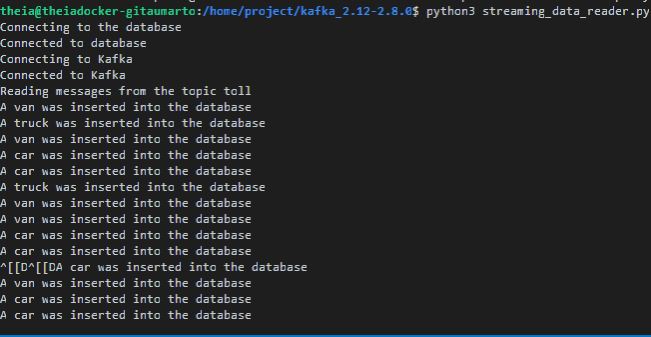 theia@theiadocker-gitaumarto:/home/project/kafka_2.12-2.8.0$ python3 streaming_data_reader.py
Connecting to the database
Connected to database
Connecting to Kafka
Connected to Kafka
Reading messages from the topic toll
A van was inserted into the database
A truck was inserted into the database
A van was inserted into the database
A car was inserted into the database
A car was inserted into the database
A truck was inserted into the database
A van was inserted into the database
A van was inserted into the database
A car was inserted into the database
A car was inserted into the database
^[[D^[[DA car was inserted into the database
A van was inserted into the database
A car was inserted into the database
A car was inserted into the database